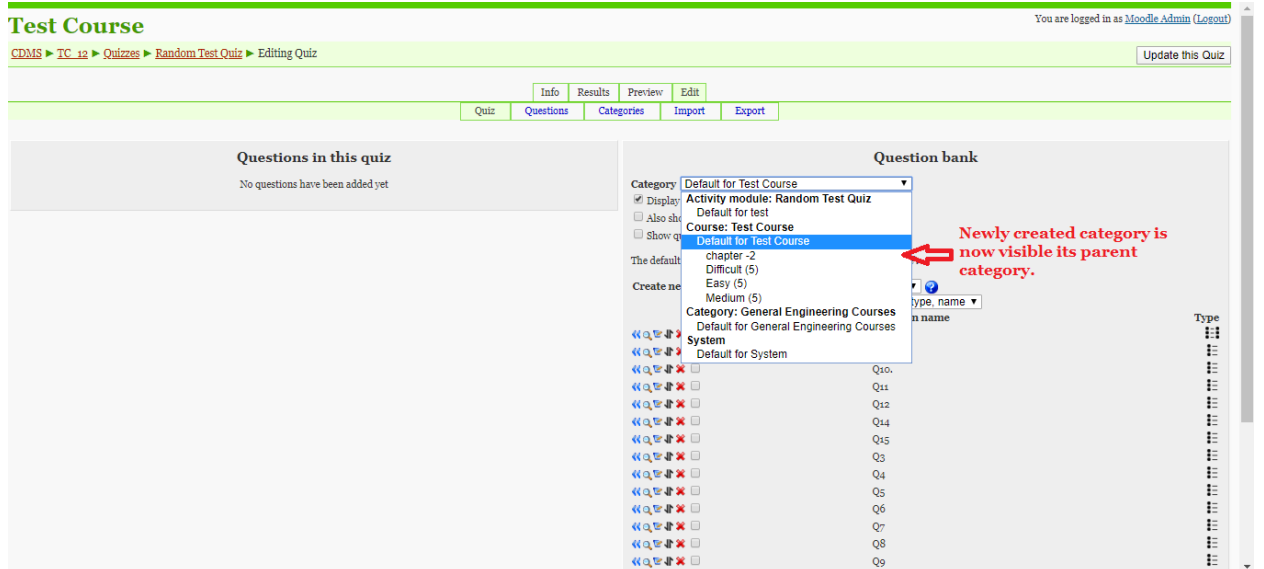 Test Course
You are logged in as Moodle Admin (Logout)
CDMS ► TC_12 ► Quizzes ► Random Test Quiz ► Editing Quiz
Update this Quiz
Info Results Preview Edit
Quiz Questions Categories Import Export
Questions in this quiz
No questions have been added yet
Question bank
Category Default for Test Course
Display
Activity module: Random Test Quiz
Default for test
Also sho
Course: Test Course
Show qu
Default for Test Course
chapter -2
The default
Difficult (5)
Easy (5)
Create ne
Medium (5)
type, name
Category: General Engineering Courses
Default for General Engineering Courses
System
Default for System
Newly created category is
now visible its parent
category.
n name
Type
Q10.
Q11
Q12
Q14
Q15
Q3
Q4
Q5
Q6
Q7
Q8
Q9